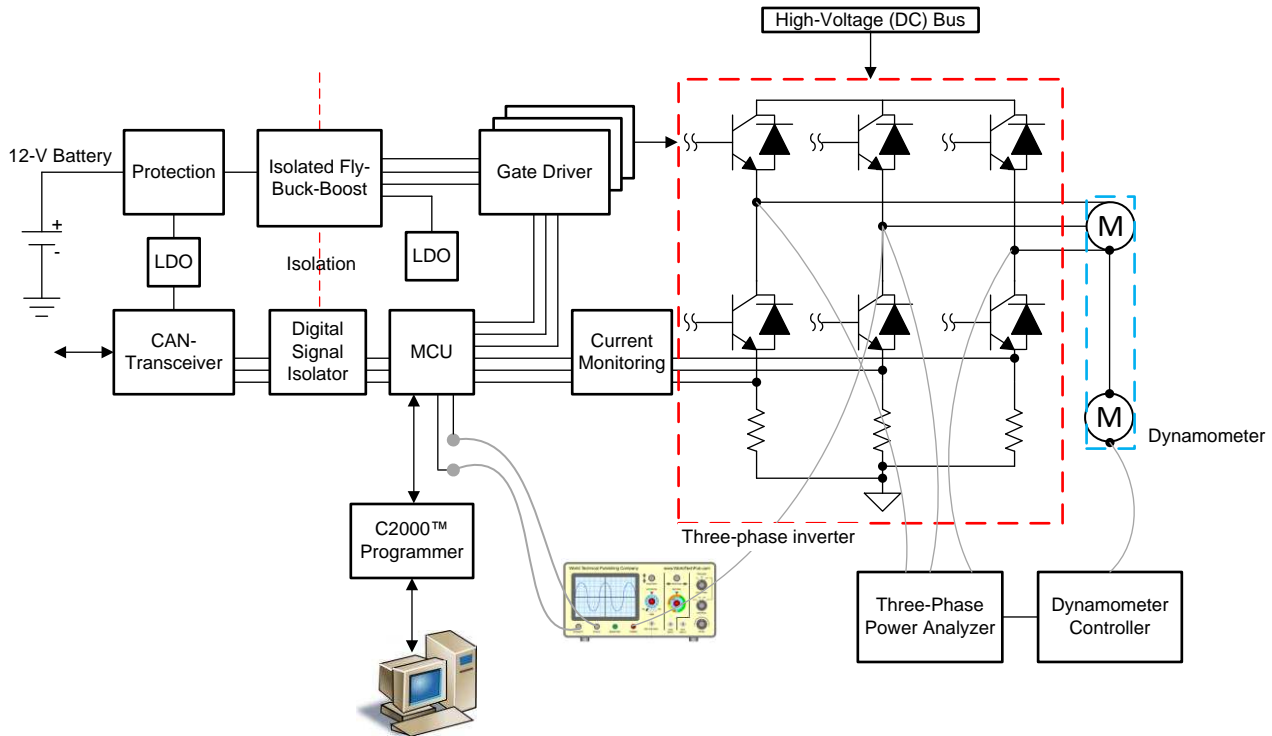 High-Voltage (DC) Bus
12-V Battery
+
-
Protection
Isolated Fly-
Buck-Boost
Gate Driver
LDO
Isolation
LDO
M
CAN-
Transceiver
Digital
Signal
Isolator
MCU
Current
Monitoring
M
Dynamometer
C2000™
Programmer
Three-phase inverter
Three-Phase
Power Analyzer
Dynamometer
Controller